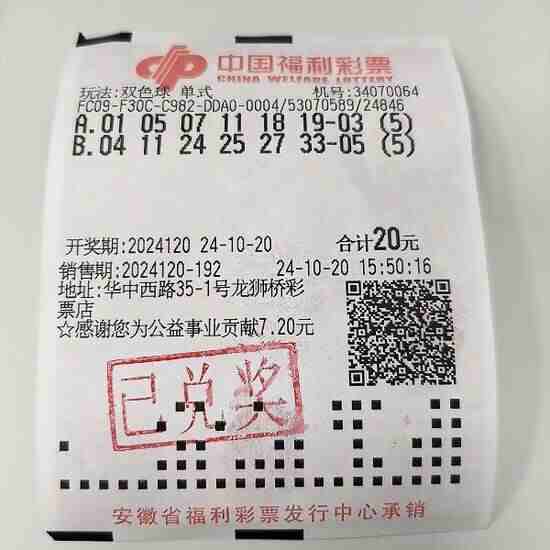 中国福利彩票
CHINA WELFARE LOTTERY
玩法:双色球 单式 机号:34070064
FC09-F30C-C982-DDA0-0004/53070589/24846
A.01 05 07 11 18 19-03 (5)
B.04 11 24 25 27 33-05 (5)
开奖期:2024120 24-10-20 合计20元
销售期:2024120-192 24-10-20 15:50:16
地址:华中西路35-1号龙狮桥彩
票店
☆感谢您为公益事业贡献7.20元
已兑奖
安徽省福利彩票发行中心承销